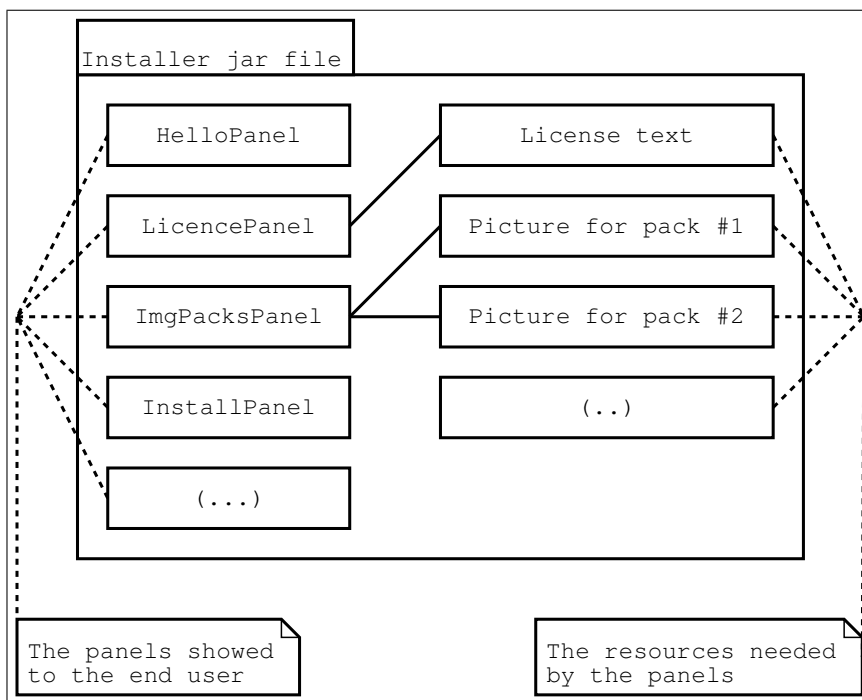 Installer jar file
HelloPanel
License text
LicencePanel
Picture for pack #1
ImgPacksPanel
Picture for pack #2
InstallPanel
(..)
(...)
The panels showed
to the end user
The resources needed
by the panels